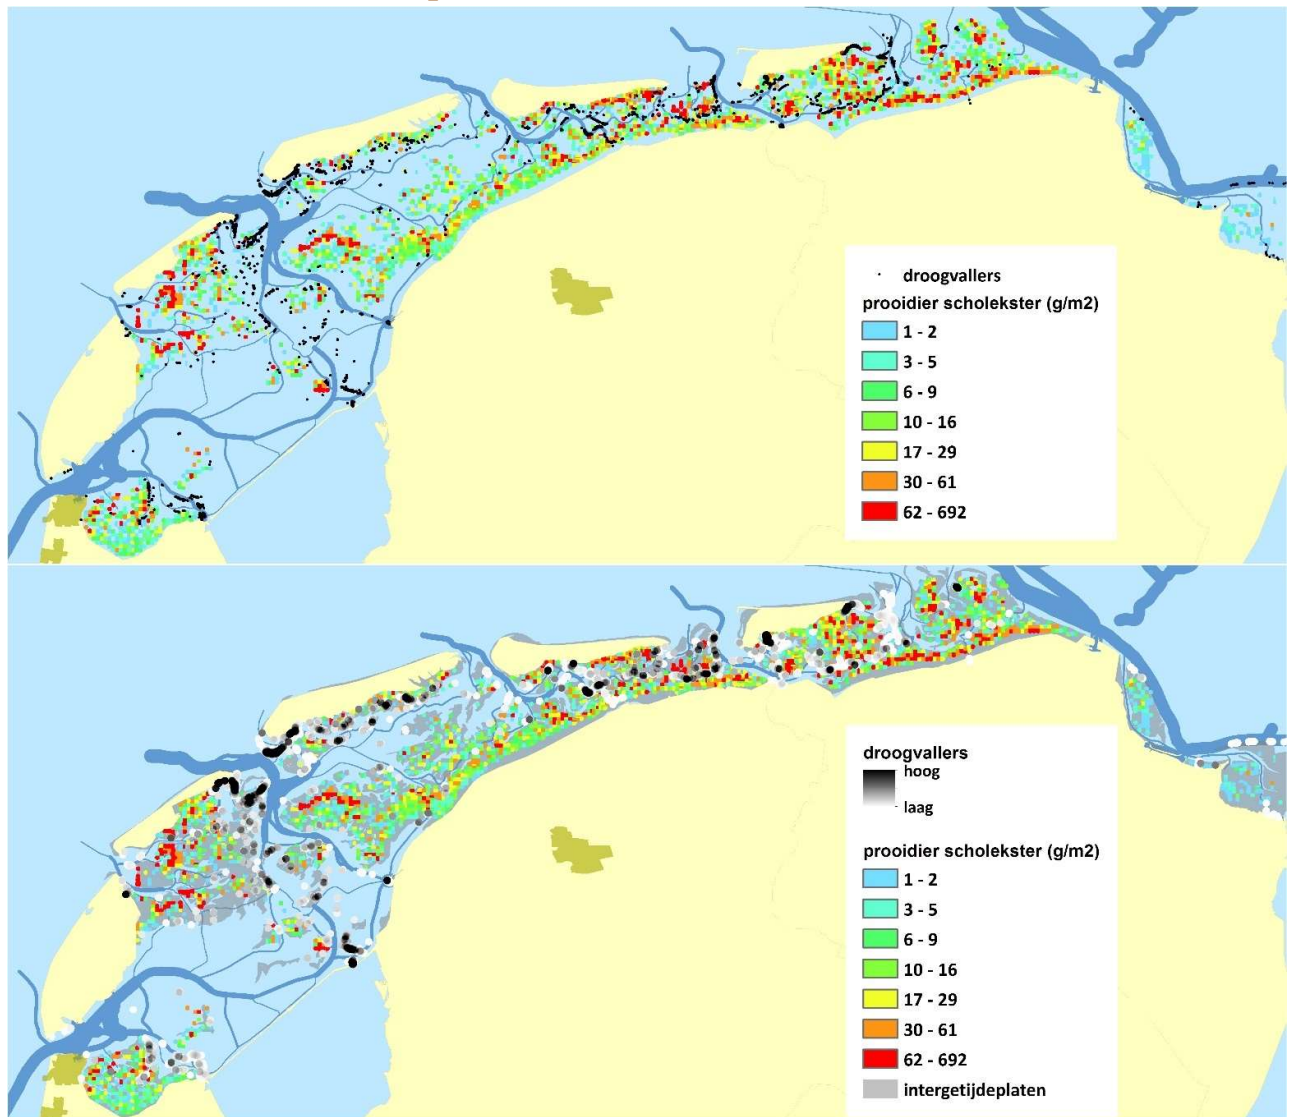 droogvallers
prooidier scholekster (g/m2)
1 - 2
3 - 5
6 - 9
10 - 16
17 - 29
30 - 61
62 - 692
droogvallers
hoog
laag
prooidier scholekster (g/m2)
1 - 2
3 - 5
6 - 9
10 - 16
17 - 29
30 - 61
62 - 692
intergetijdeplaten